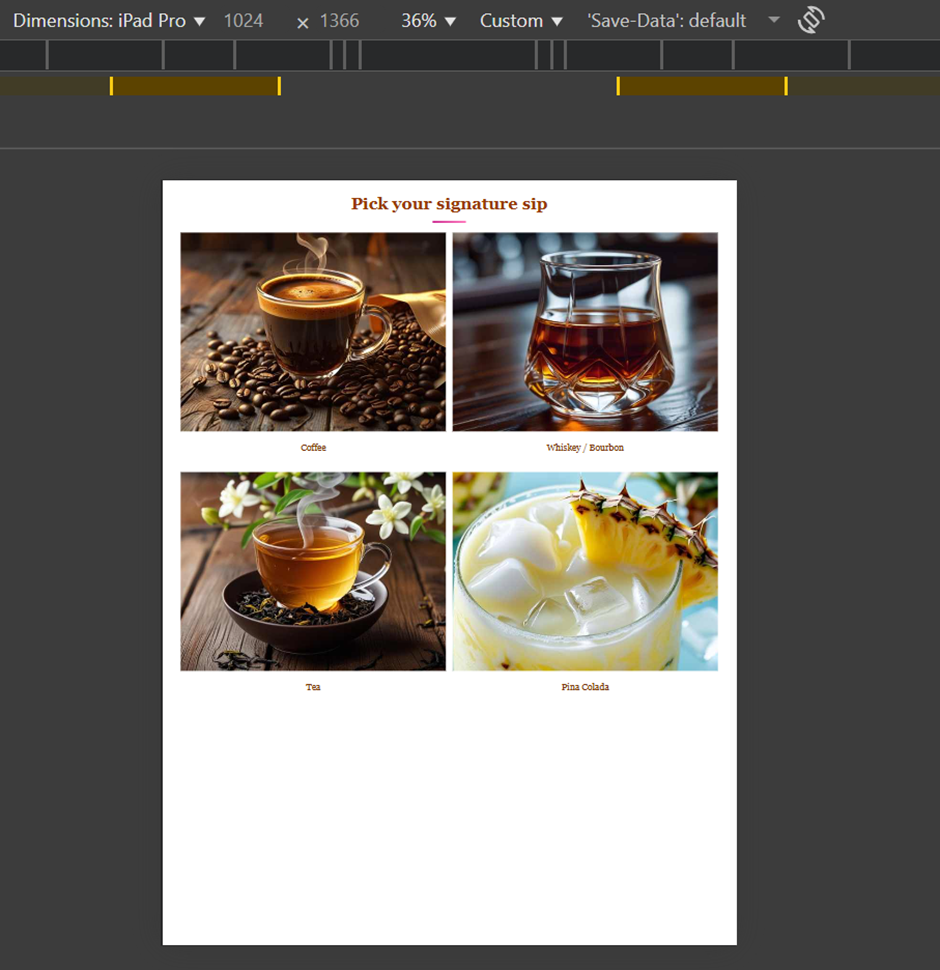 Dimensions: iPad Pro ▼ 1024 × 1366 36% ▼ Custom ▼ 'Save-Data': default
Pick your signature sip
Coffee
Whiskey / Bourbon
Tea
Pina Colada